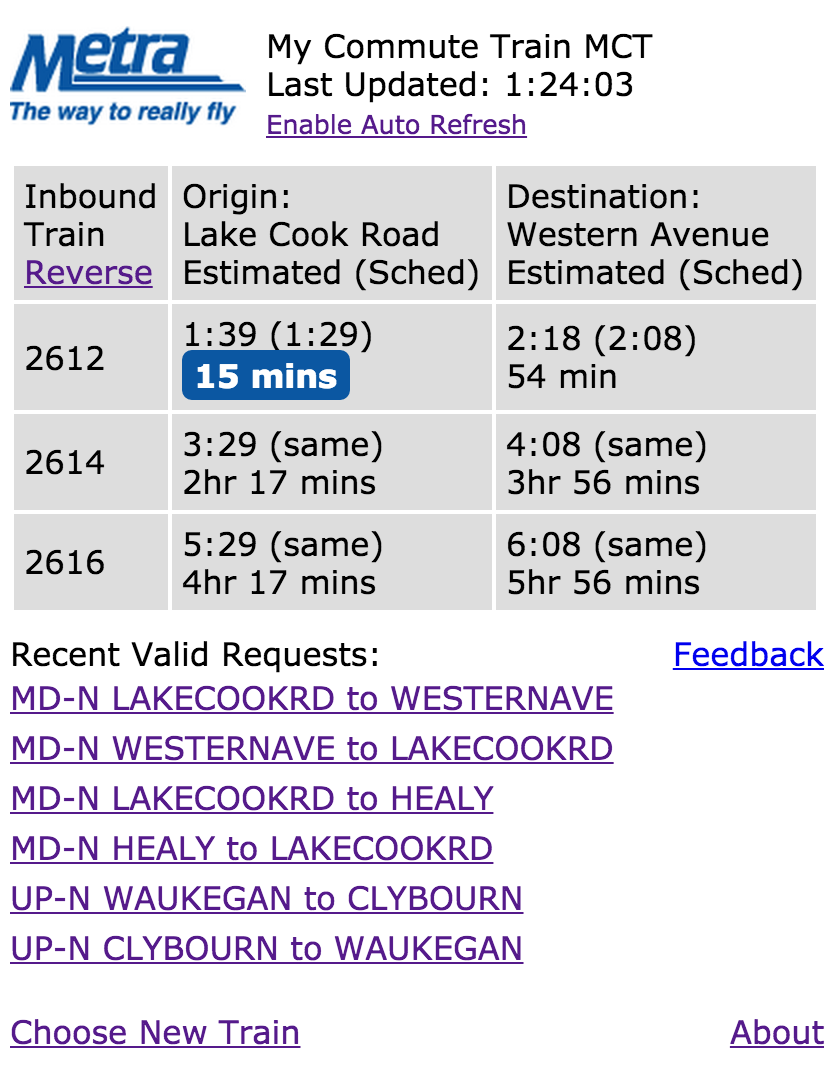 Metra
The way to really fly
My Commute Train MCT
Last Updated: 1:24:03
Enable Auto Refresh
Inbound
Train
Reverse
Origin:
Lake Cook Road
Estimated (Sched)
Destination:
Western Avenue
Estimated (Sched)
2612
1:39 (1:29)
15 mins
2:18 (2:08)
54 min
2614
3:29 (same)
2hr 17 mins
4:08 (same)
3hr 56 mins
2616
5:29 (same)
4hr 17 mins
6:08 (same)
5hr 56 mins
Recent Valid Requests:
Feedback
MD-N LAKECOOKRD to WESTERNAVE
MD-N WESTERNAVE to LAKECOOKRD
MD-N LAKECOOKRD to HEALY
MD-N HEALY to LAKECOOKRD
UP-N WAUKEGAN to CLYBOURN
UP-N CLYBOURN to WAUKEGAN
Choose New Train
About